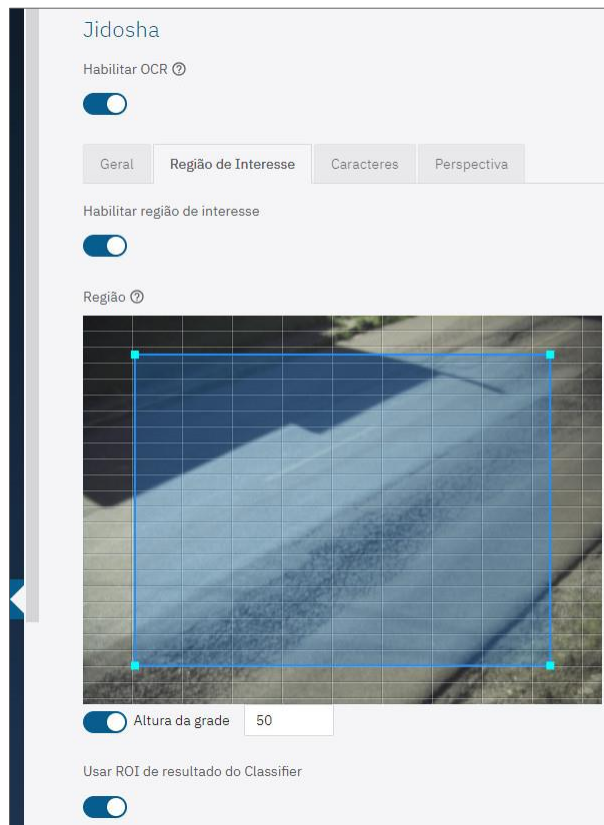 Jidosha
Habilitar OCR
Geral Região de Interesse Caracteres Perspectiva
Habilitar região de interesse
Região
Altura da grade 50
Usar ROI de resultado do Classifier